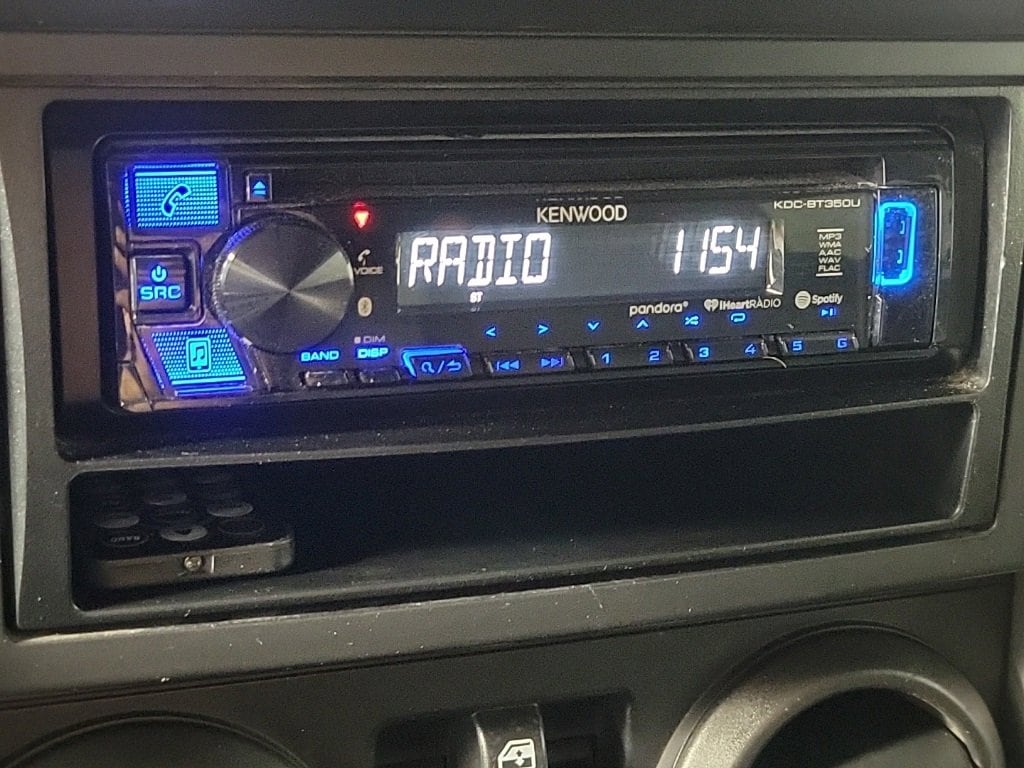 KENWOOD
KDC-BT350U
RADIO 1154
ST
VOICE
MP3
WMA
AAC
WAV
FLAC
SRC
pandora®
iHeartRADIO
Spotify
DIM
BAND
DISP
1 2 3 4 5 6
BAND